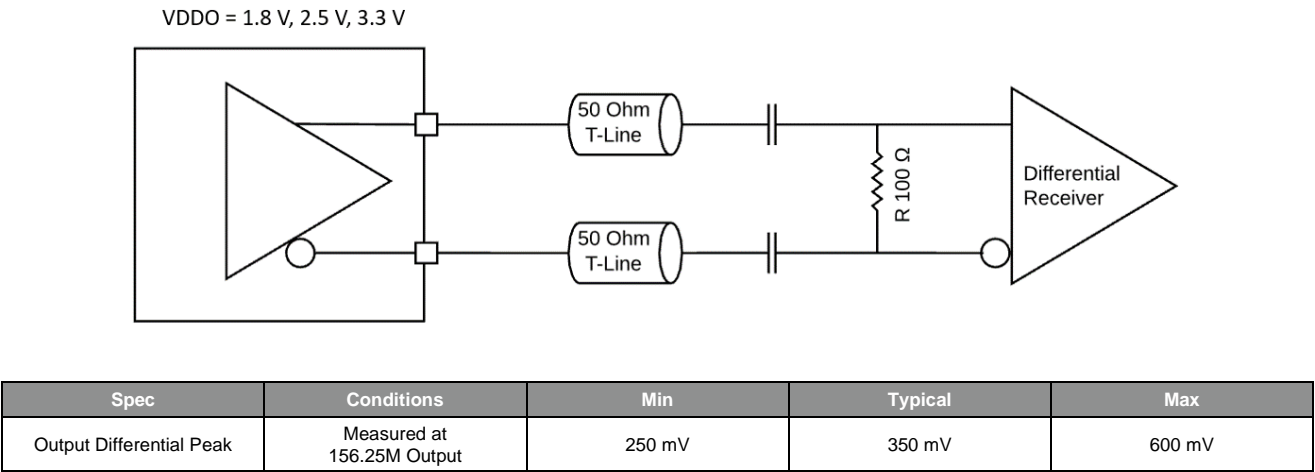 VDDO = 1.8 V, 2.5 V, 3.3 V
50 Ohm
T-Line
R 100 Ω
Differential
Receiver
50 Ohm
T-Line
Spec Conditions Min Typical Max
Output Differential Peak Measured at 156.25M Output 250 mV 350 mV 600 mV